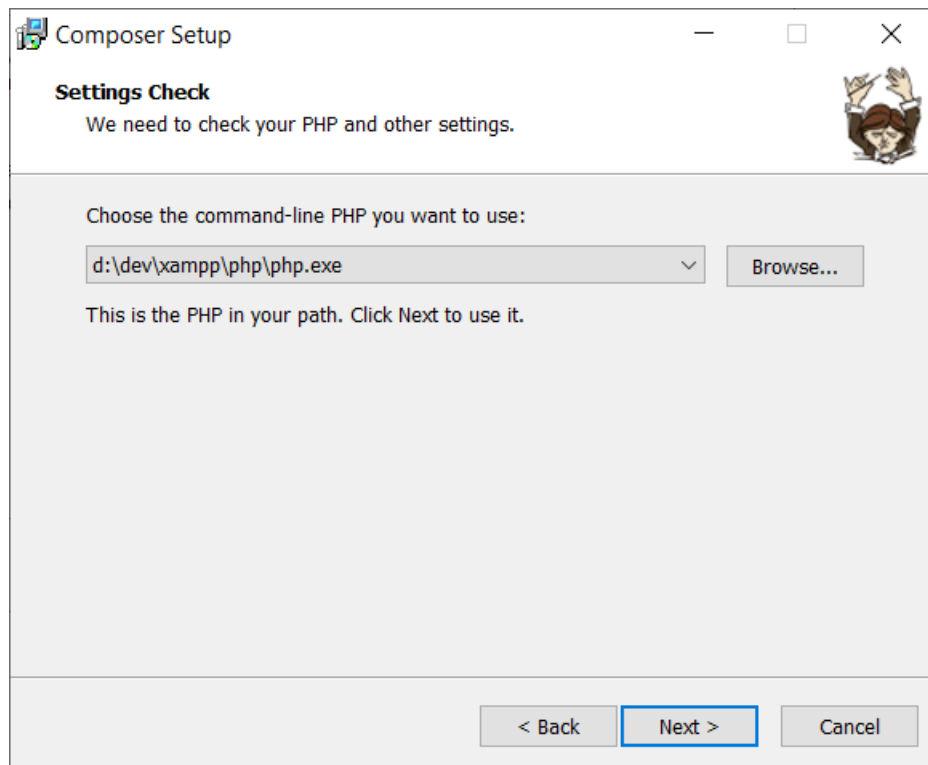 Composer Setup
Settings Check
We need to check your PHP and other settings.
Choose the command-line PHP you want to use:
d:\dev\xampp\php\php.exe
Browse...
This is the PHP in your path. Click Next to use it.
< Back
Next >
Cancel